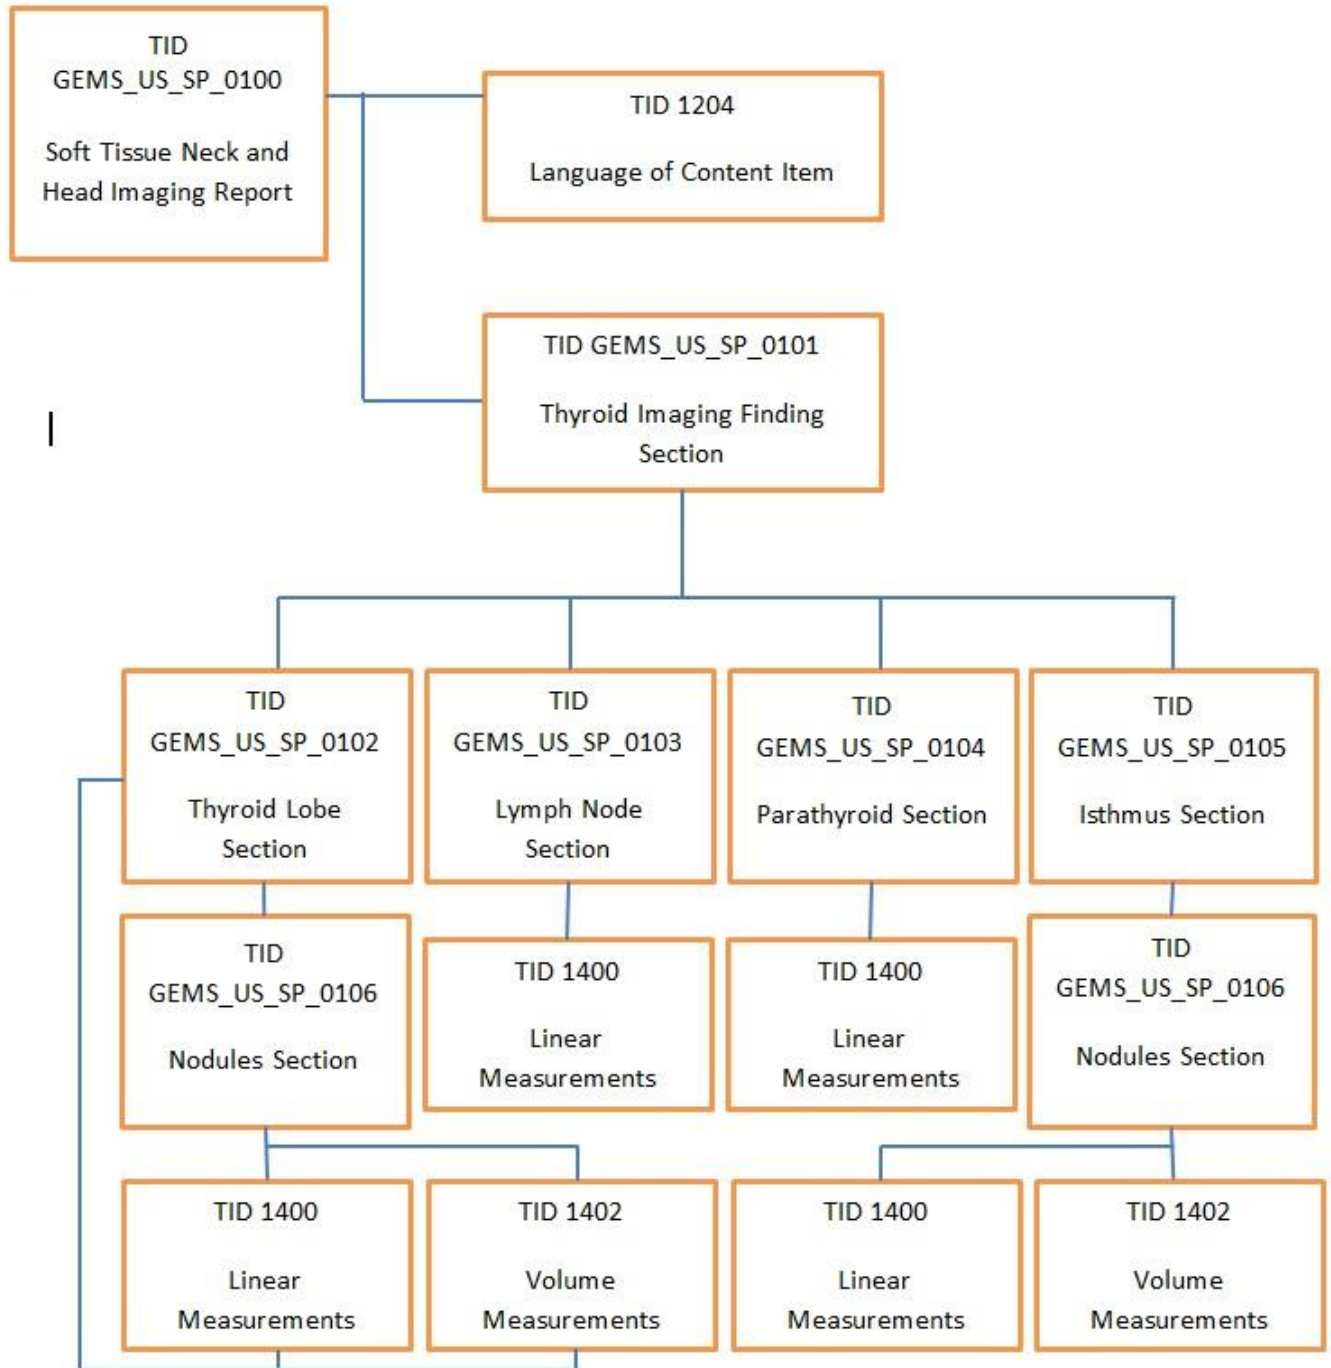 TID
GEMS_US_SP_0100
Soft Tissue Neck and
Head Imaging Report
TID 1204
Language of Content Item
TID GEMS_US_SP_0101
Thyroid Imaging Finding
Section
TID
GEMS_US_SP_0102
Thyroid Lobe
Section
TID
GEMS_US_SP_0103
Lymph Node
Section
TID
GEMS_US_SP_0104
Parathyroid Section
TID
GEMS_US_SP_0105
Isthmus Section
TID
GEMS_US_SP_0106
Nodules Section
TID 1400
Linear
Measurements
TID 1400
Linear
Measurements
TID
GEMS_US_SP_0106
Nodules Section
TID 1400
Linear
Measurements
TID 1402
Volume
Measurements
TID 1400
Linear
Measurements
TID 1402
Volume
Measurements